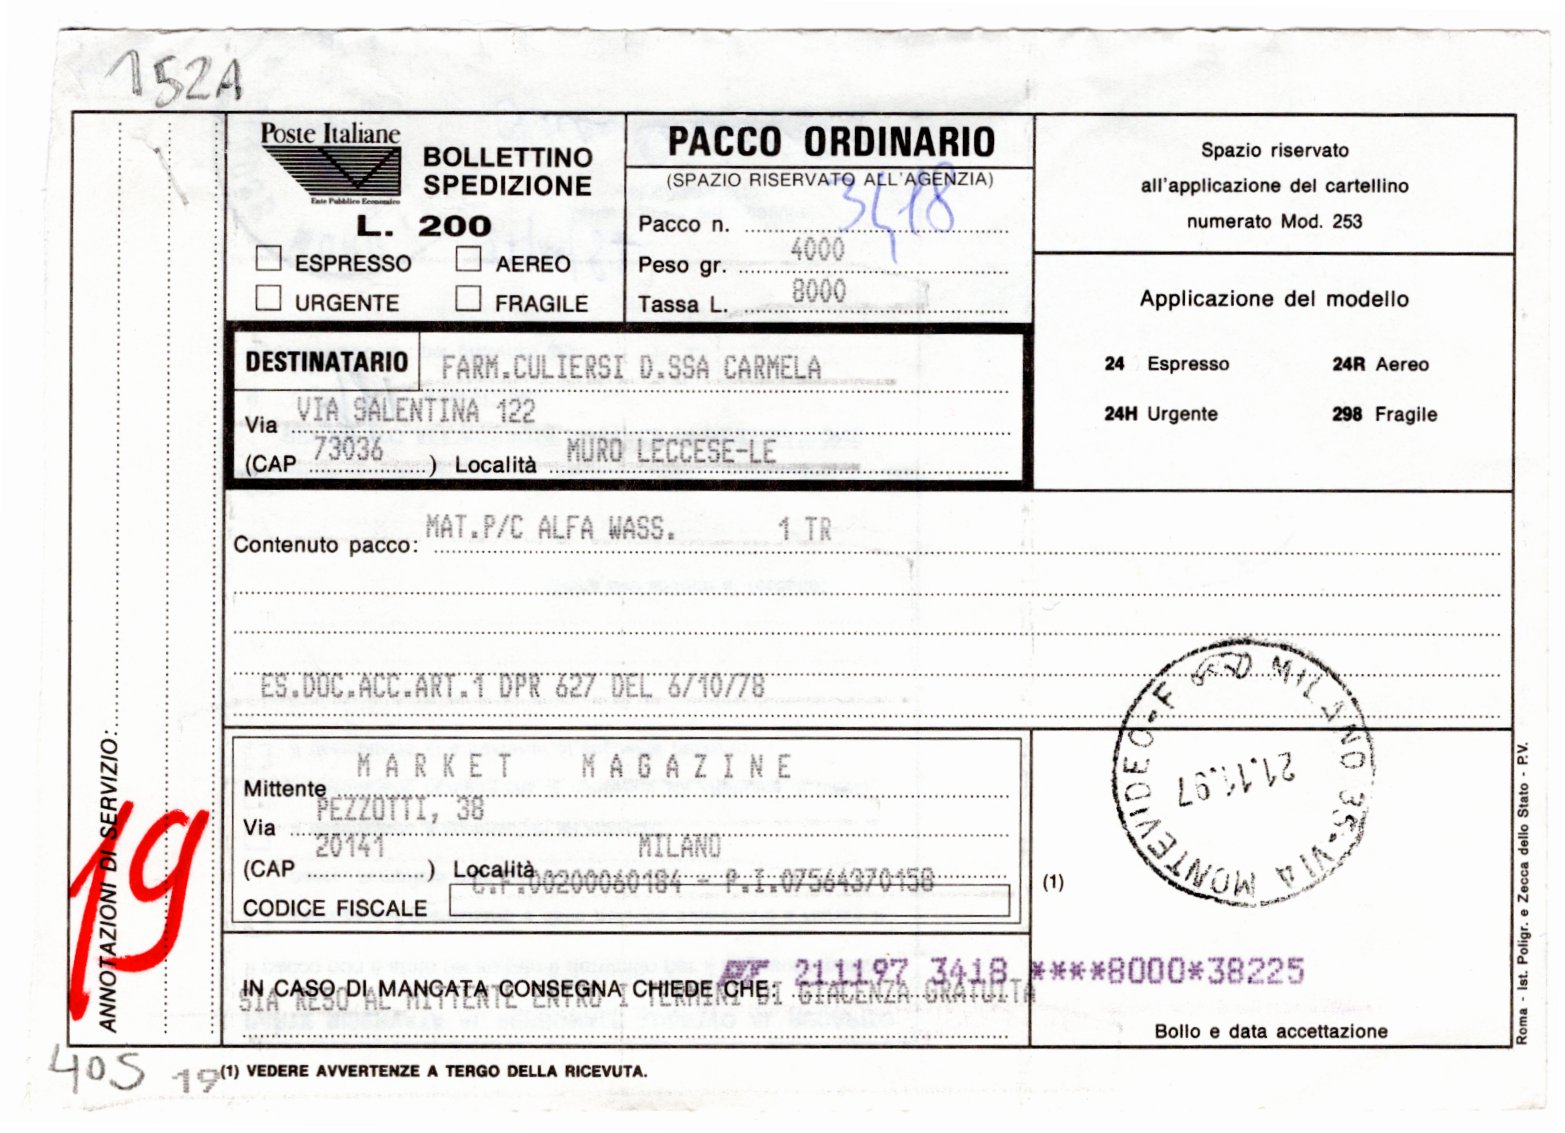 152A
Poste Italiane
Ente Pubblico Economico
BOLLETTINO
SPEDIZIONE
L. 200
ESPRESSO
AEREO
URGENTE
FRAGILE
PACCO ORDINARIO
(SPAZIO RISERVATO ALL'AGENZIA)
Pacco n. 3418
Peso gr. 4000
Tassa L. 8000
Spazio riservato
all'applicazione del cartellino
numerato Mod. 253
Applicazione del modello
24 Espresso
24R Aereo
24H Urgente
298 Fragile
DESTINATARIO FARM.CULIERSI D.SSA CARMELA
Via VIA SALENTINA 122
(CAP 73036 ) Località MURO LECCESE-LE
Contenuto pacco: MAT.P/C ALFA WASS. 1 TR
ES.DOC.ACC.ART.1 DPR 627 DEL 6/10/78
Mittente MARKET MAGAZINE
Via PEZZOTTI, 38
(CAP 20141 ) Località MILANO
C.F.00200060184 - P.I.07564370158
CODICE FISCALE
(1)
MILANO 35-VIA MONTEVIDEO-F
21.11.97
211197 3418 ****8000*38225
IN CASO DI MANCATA CONSEGNA CHIEDE CHE:
SIA RESO AL MITTENTE ENTRO I TERMINI DI GIACENZA GRATUITA
Bollo e data accettazione
ANNOTAZIONI DI SERVIZIO:
19
Roma - Ist. Poligr. e Zecca dello Stato - P.V.
405
19
(1) VEDERE AVVERTENZE A TERGO DELLA RICEVUTA.